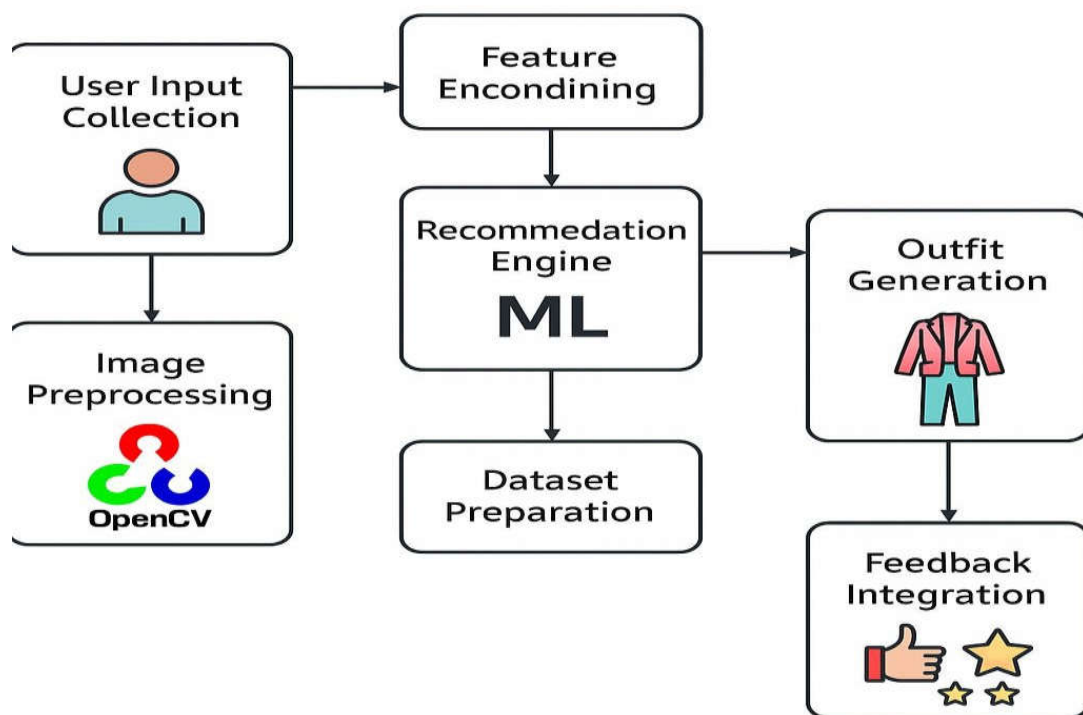 User Input
Collection
Feature
Encondining
Recommedation
Engine
ML
Outfit
Generation
Image
Preprocessing
OpenCV
Dataset
Preparation
Feedback
Integration